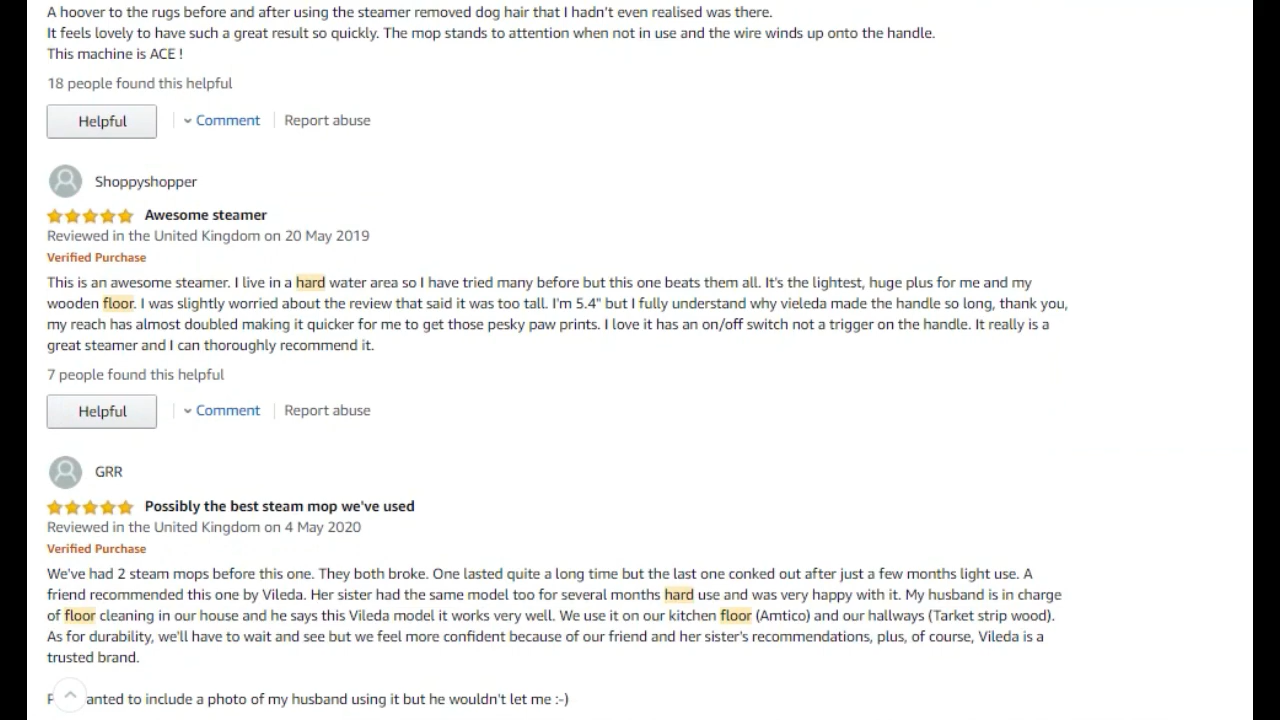 A hoover to the rugs before and after using the steamer removed dog hair that I hadn't even realised was there.
It feels lovely to have such a great result so quickly. The mop stands to attention when not in use and the wire winds up onto the handle.
This machine is ACE !
18 people found this helpful
Helpful Comment Report abuse
Shoppyshopper
Awesome steamer
Reviewed in the United Kingdom on 20 May 2019
Verified Purchase
This is an awesome steamer. I live in a hard water area so I have tried many before but this one beats them all. It's the lightest, huge plus for me and my
wooden floor. I was slightly worried about the review that said it was too tall. I'm 5.4" but I fully understand why vieleda made the handle so long, thank you,
my reach has almost doubled making it quicker for me to get those pesky paw prints. I love it has an on/off switch not a trigger on the handle. It really is a
great steamer and I can thoroughly recommend it.
7 people found this helpful
Helpful Comment Report abuse
GRR
Possibly the best steam mop we've used
Reviewed in the United Kingdom on 4 May 2020
Verified Purchase
We've had 2 steam mops before this one. They both broke. One lasted quite a long time but the last one conked out after just a few months light use. A
friend recommended this one by Vileda. Her sister had the same model too for several months hard use and was very happy with it. My husband is in charge
of floor cleaning in our house and he says this Vileda model it works very well. We use it on our kitchen floor (Amtico) and our hallways (Tarket strip wood).
As for durability, we'll have to wait and see but we feel more confident because of our friend and her sister's recommendations, plus, of course, Vileda is a
trusted brand.
to include a photo of my husband using it but he wouldn't let me :-)